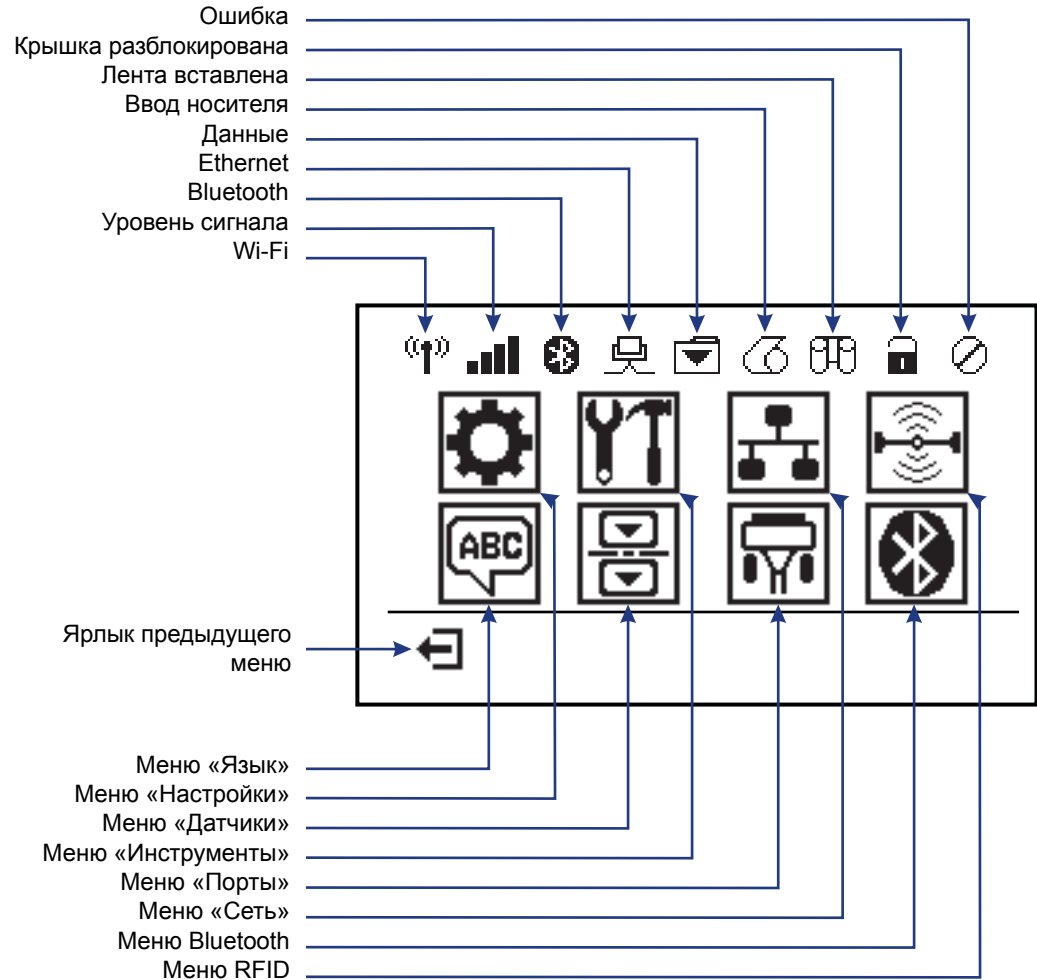 Ошибка
Крышка разблокирована
Лента вставлена
Ввод носителя
Данные
Ethernet
Bluetooth
Уровень сигнала
Wi-Fi
ABC
Ярлык предыдущего
меню
Меню «Язык»
Меню «Настройки»
Меню «Датчики»
Меню «Инструменты»
Меню «Порты»
Меню «Сеть»
Меню Bluetooth
Меню RFID